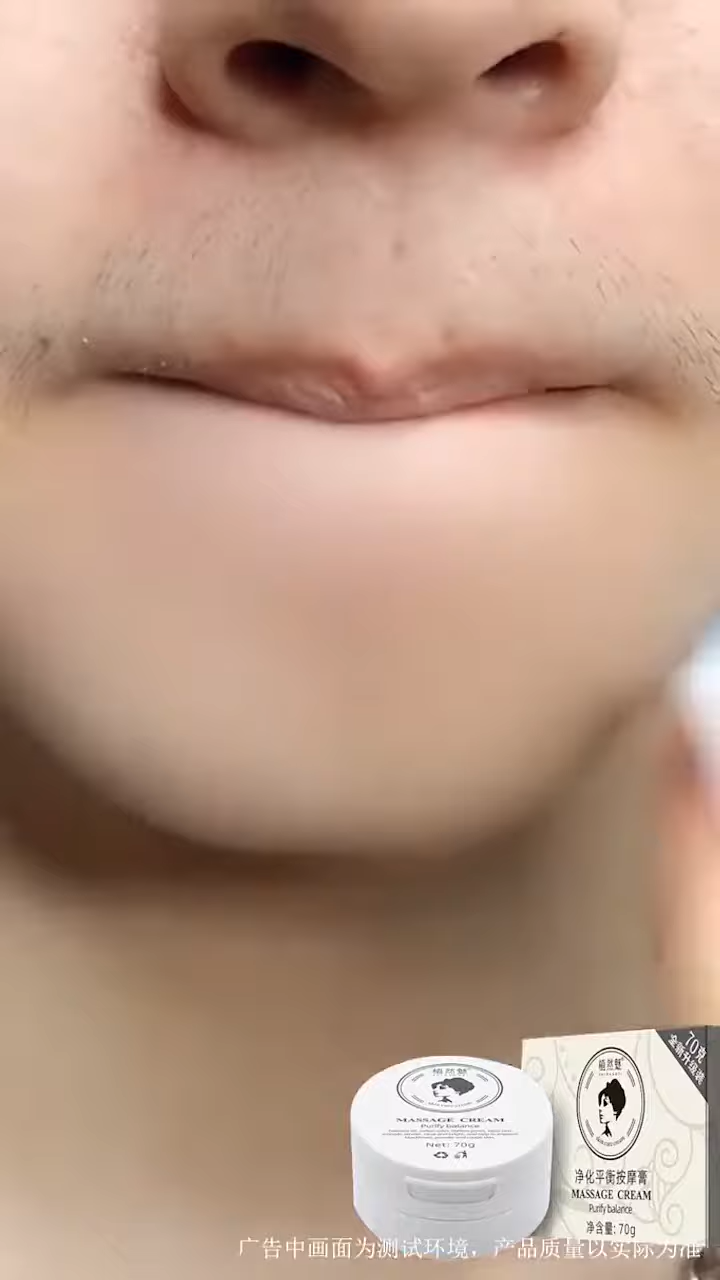 植然魅
MASSAGE CREAM
Purify balance
Net: 70g
70克
全新升级装
植然魅
净化平衡按摩膏
MASSAGE CREAM
Purify balance
净含量: 70g
广告中画面为测试环境，产品质量以实际为准